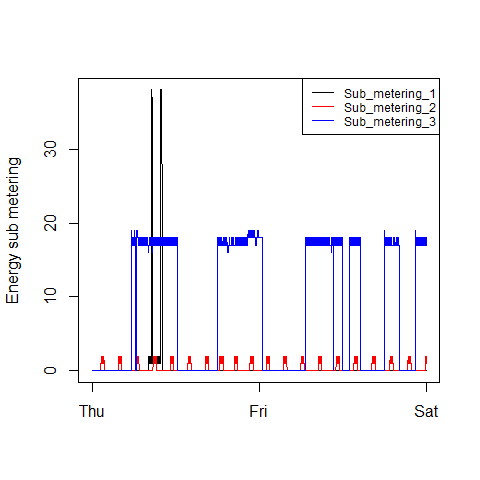 Sub_metering_1
Sub_metering_2
Sub_metering_3
Energy sub metering
30
20
10
0
Thu Fri Sat